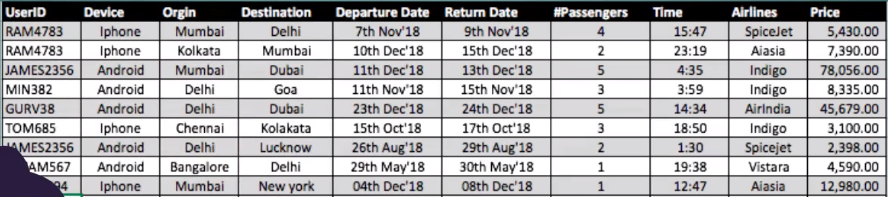 UserID Device Orgin Destination Departure Date Return Date #Passengers Time Airlines Price
RAM4783 Iphone Mumbai Delhi 7th Nov'18 9th Nov'18 4 15:47 SpiceJet 5,430.00
RAM4783 Iphone Kolkata Mumbai 10th Dec'18 15th Dec'18 2 23:19 Aiasia 7,390.00
JAMES2356 Android Mumbai Dubai 11th Dec'18 13th Dec'18 5 4:35 Indigo 78,056.00
MIN382 Android Delhi Goa 11th Nov'18 15th Nov'18 3 3:59 Indigo 8,335.00
GURV38 Android Delhi Dubai 23th Dec'18 24th Dec'18 5 14:34 AirIndia 45,679.00
TOM685 Iphone Chennai Kolakata 15th Oct'18 17th Oct'18 3 18:50 Indigo 3,100.00
JAMES2356 Android Delhi Lucknow 26th Aug'18 29th Aug'18 2 1:30 Spicejet 2,398.00
AM567 Android Bangalore Delhi 29th May'18 30th May'18 1 19:38 Vistara 4,590.00
94 Iphone Mumbai New york 04th Dec'18 08th Dec'18 1 12:47 Aiasia 12,980.00